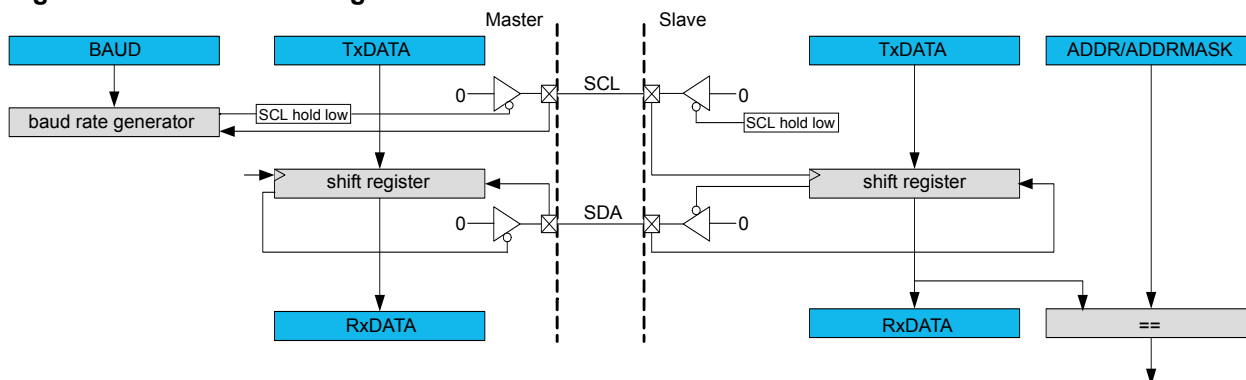 Master
Slave
BAUD
TxDATA
TxDATA
ADDR/ADDRMASK
SCL
0
0
baud rate generator
SCL hold low
SCL hold low
shift register
shift register
SDA
0
0
RxDATA
RxDATA
==